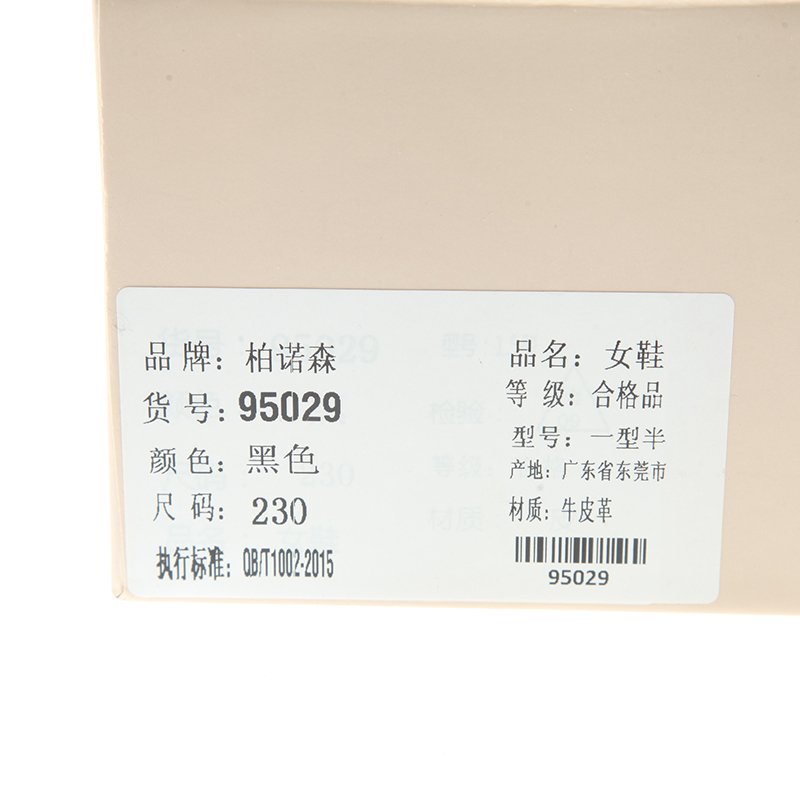 品牌：柏诺森
货号：95029
颜色：黑色
尺码：230
执行标准：QB/T1002-2015
品名：女鞋
等级：合格品
型号：一型半
产地：广东省东莞市
材质：牛皮革
95029